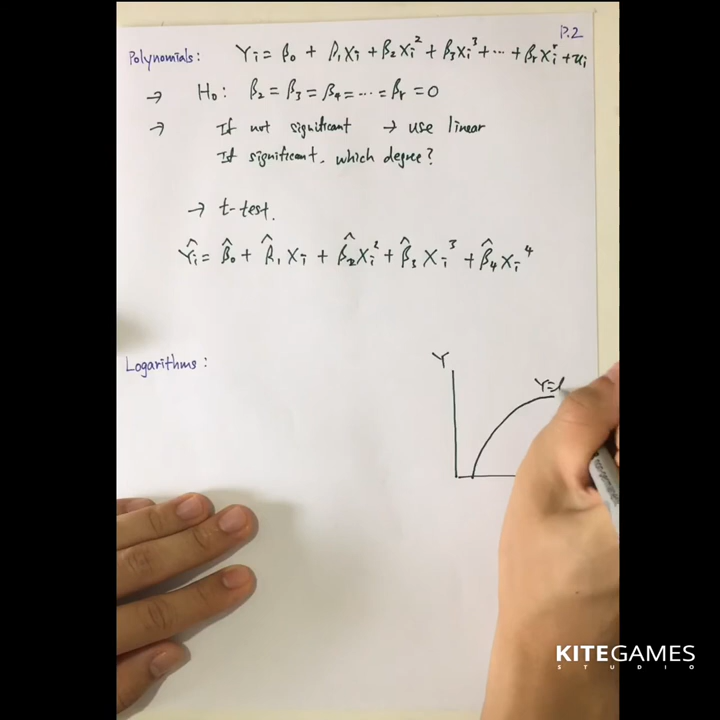 P.2
Polynomials: Yi = β0 + β1Xi + β2Xi² + β3Xi³ + ··· + βrXi^r + ui
→ H0: β2 = β3 = β4 = ··· = βr = 0
→ If not significant → use linear
If significant, which degree?
→ t-test.
Ŷi = β̂0 + β̂1Xi + β̂2Xi² + β̂3Xi³ + β̂4Xi⁴
Logarithms:
Y
Y=l
KITEGAMES
STUDIO